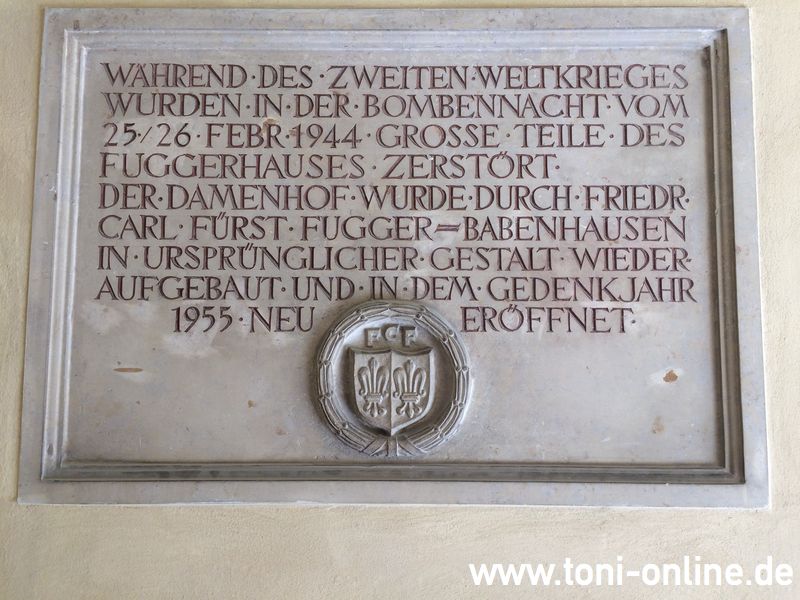 WÄHREND·DES·ZWEITEN·WELTKRIEGES
WURDEN·IN·DER·BOMBENNACHT·VOM
25·/26·FEBR·1944·GROSSE·TEILE·DES
FUGGERHAUSES·ZERSTÖRT·
DER·DAMENHOF·WURDE·DURCH·FRIEDR·
CARL·FÜRST·FUGGER=BABENHAUSEN
IN·URSPRÜNGLICHER·GESTALT·WIEDER-
AUFGEBAUT·UND·IN·DEM·GEDENKJAHR
1955·NEU ERÖFFNET·
FCF
www.toni-online.de